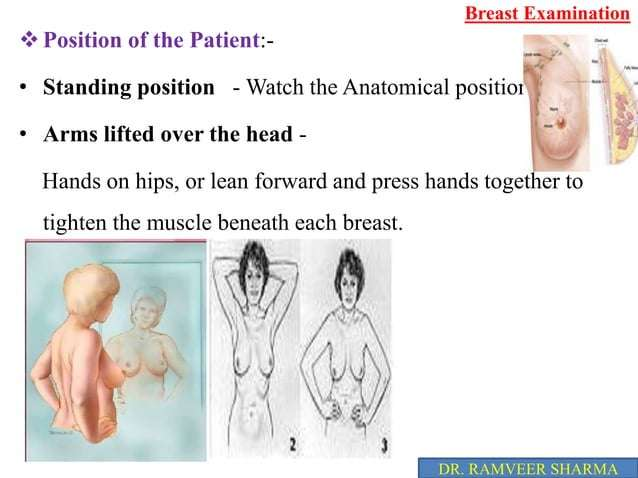 Breast Examination
❖ Position of the Patient:-
• Standing position - Watch the Anatomical position
• Arms lifted over the head -
Hands on hips, or lean forward and press hands together to
tighten the muscle beneath each breast.
2
3
DR. RAMVEER SHARMA